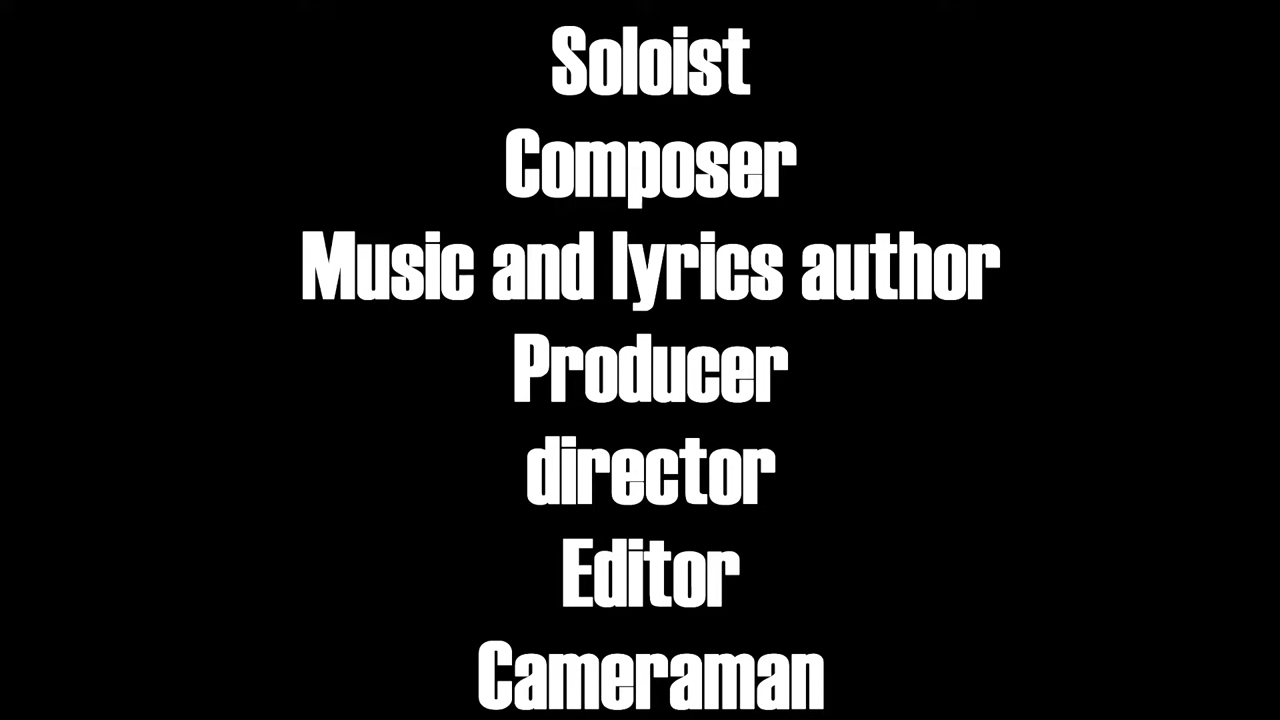 Soloist
Composer
Music and lyrics author
Producer
director
Editor
Cameraman